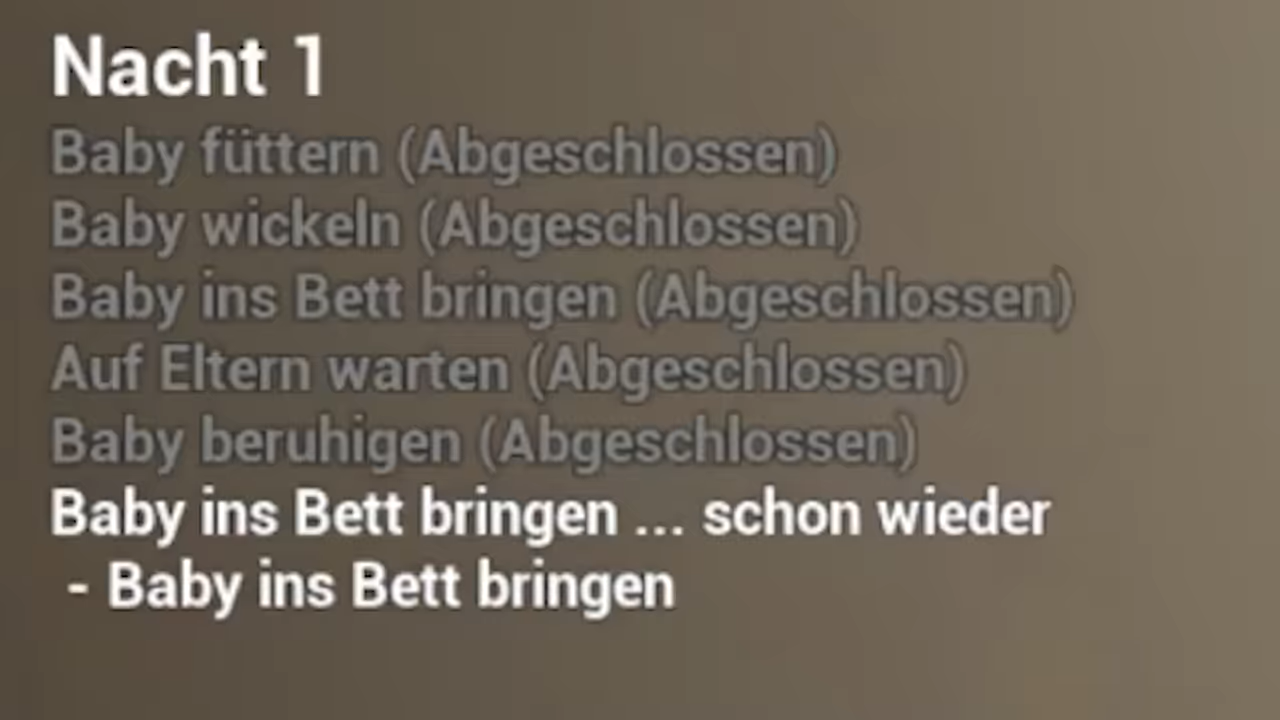 Nacht 1
Baby füttern (Abgeschlossen)
Baby wickeln (Abgeschlossen)
Baby ins Bett bringen (Abgeschlossen)
Auf Eltern warten (Abgeschlossen)
Baby beruhigen (Abgeschlossen)
Baby ins Bett bringen ... schon wieder
- Baby ins Bett bringen